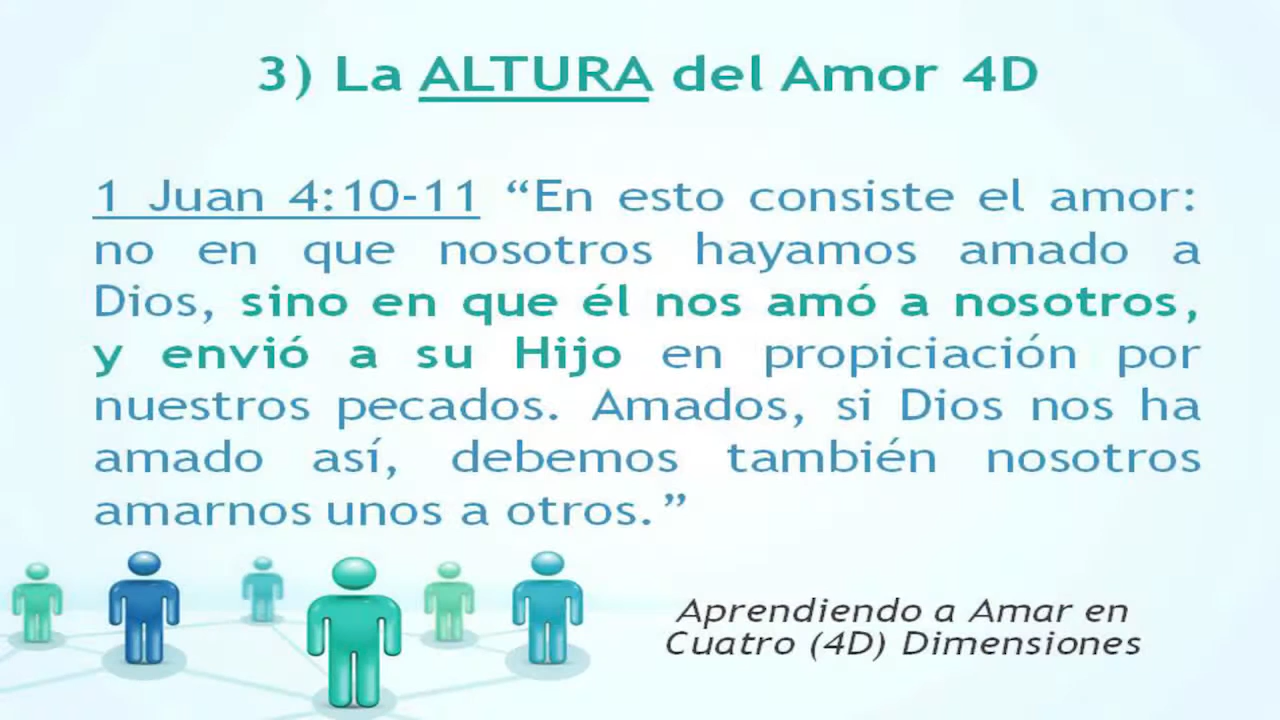 3) La ALTURA del Amor 4D
1 Juan 4:10-11 “En esto consiste el amor:
no en que nosotros hayamos amado a
Dios, sino en que él nos amó a nosotros,
y envió a su Hijo en propiciación por
nuestros pecados. Amados, si Dios nos ha
amado así, debemos también nosotros
amarnos unos a otros.”
Aprendiendo a Amar en
Cuatro (4D) Dimensiones